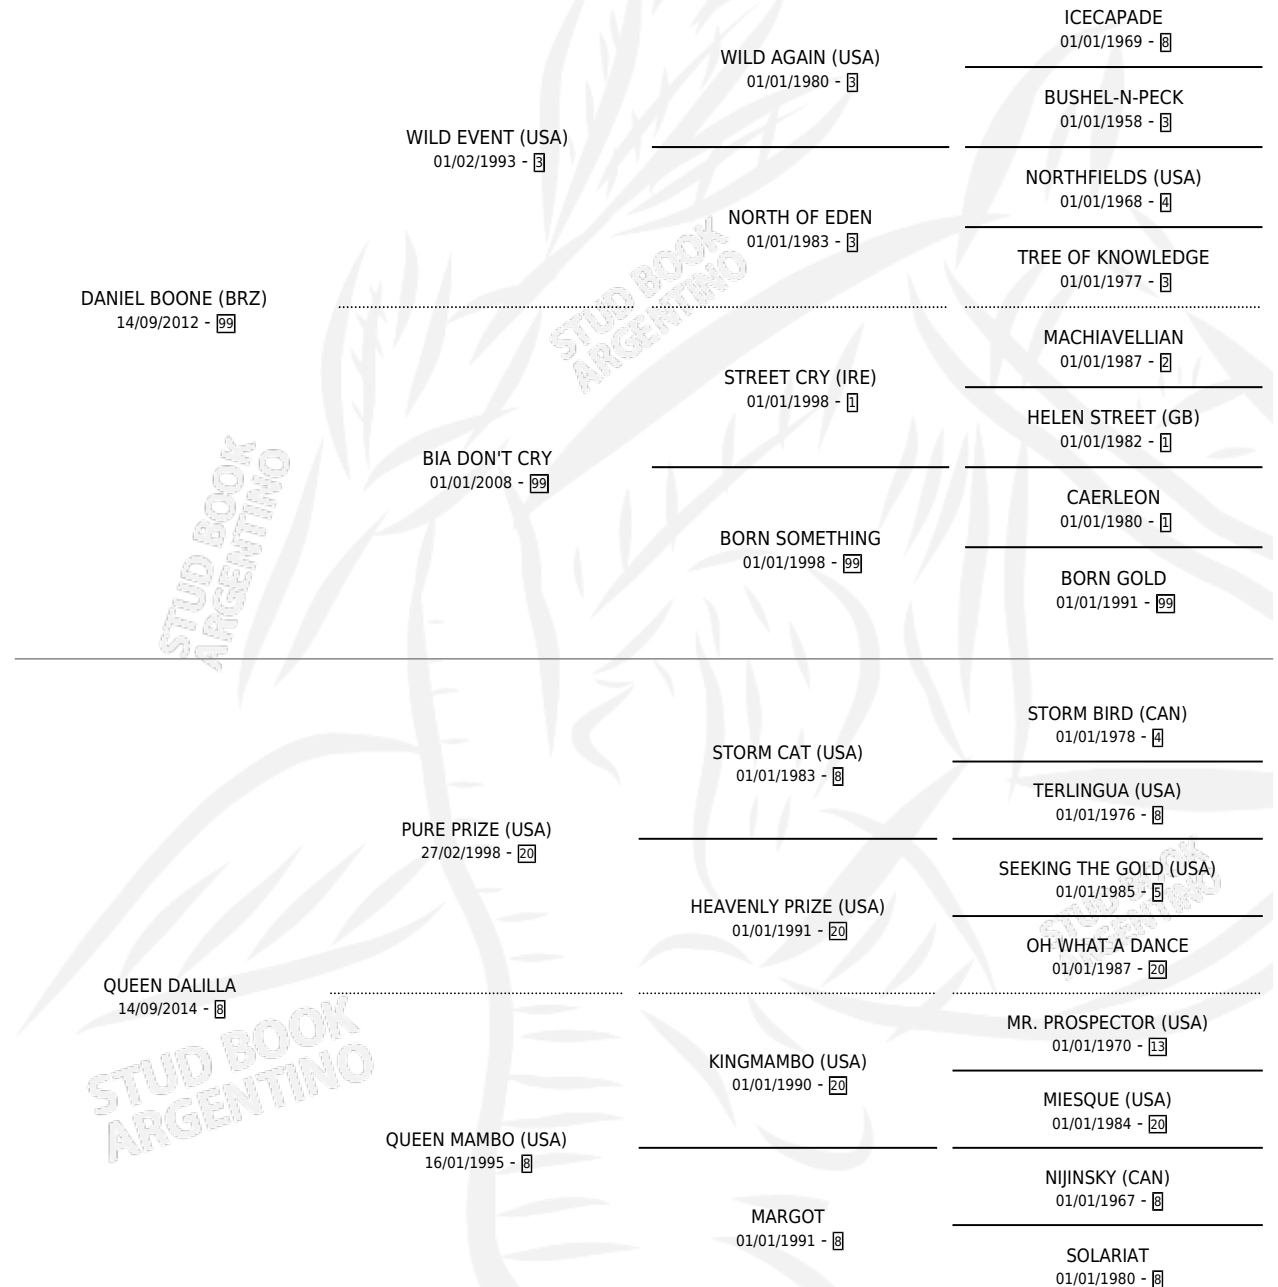 ICECAPADE
01/01/1969 - 8
WILD AGAIN (USA)
01/01/1980 - 3
BUSHEL-N-PECK
01/01/1958 - 3
WILD EVENT (USA)
01/02/1993 - 3
NORTHFIELDS (USA)
01/01/1968 - 4
NORTH OF EDEN
01/01/1983 - 3
TREE OF KNOWLEDGE
01/01/1977 - 3
DANIEL BOONE (BRZ)
14/09/2012 - 99
STUD BOOK
ARGENTINO
MACHIAVELLIAN
01/01/1987 - 2
STREET CRY (IRE)
01/01/1998 - 1
HELEN STREET (GB)
01/01/1982 - 1
BIA DON'T CRY
01/01/2008 - 99
CAERLEON
01/01/1980 - 1
BORN SOMETHING
01/01/1998 - 99
BORN GOLD
01/01/1991 - 99
STUD BOOK
ARGENTINO
STORM BIRD (CAN)
01/01/1978 - 4
STORM CAT (USA)
01/01/1983 - 8
TERLINGUA (USA)
01/01/1976 - 8
PURE PRIZE (USA)
27/02/1998 - 20
SEEKING THE GOLD (USA)
01/01/1985 - 5
HEAVENLY PRIZE (USA)
01/01/1991 - 20
STUD BOOK
ARGENTINO
OH WHAT A DANCE
01/01/1987 - 20
QUEEN DALILLA
14/09/2014 - 8
MR. PROSPECTOR (USA)
01/01/1970 - 13
KINGMAMBO (USA)
01/01/1990 - 20
MIESQUE (USA)
01/01/1984 - 20
STUD BOOK
ARGENTINO
QUEEN MAMBO (USA)
16/01/1995 - 8
NIJINSKY (CAN)
01/01/1967 - 8
MARGOT
01/01/1991 - 8
SOLARIAT
01/01/1980 - 8